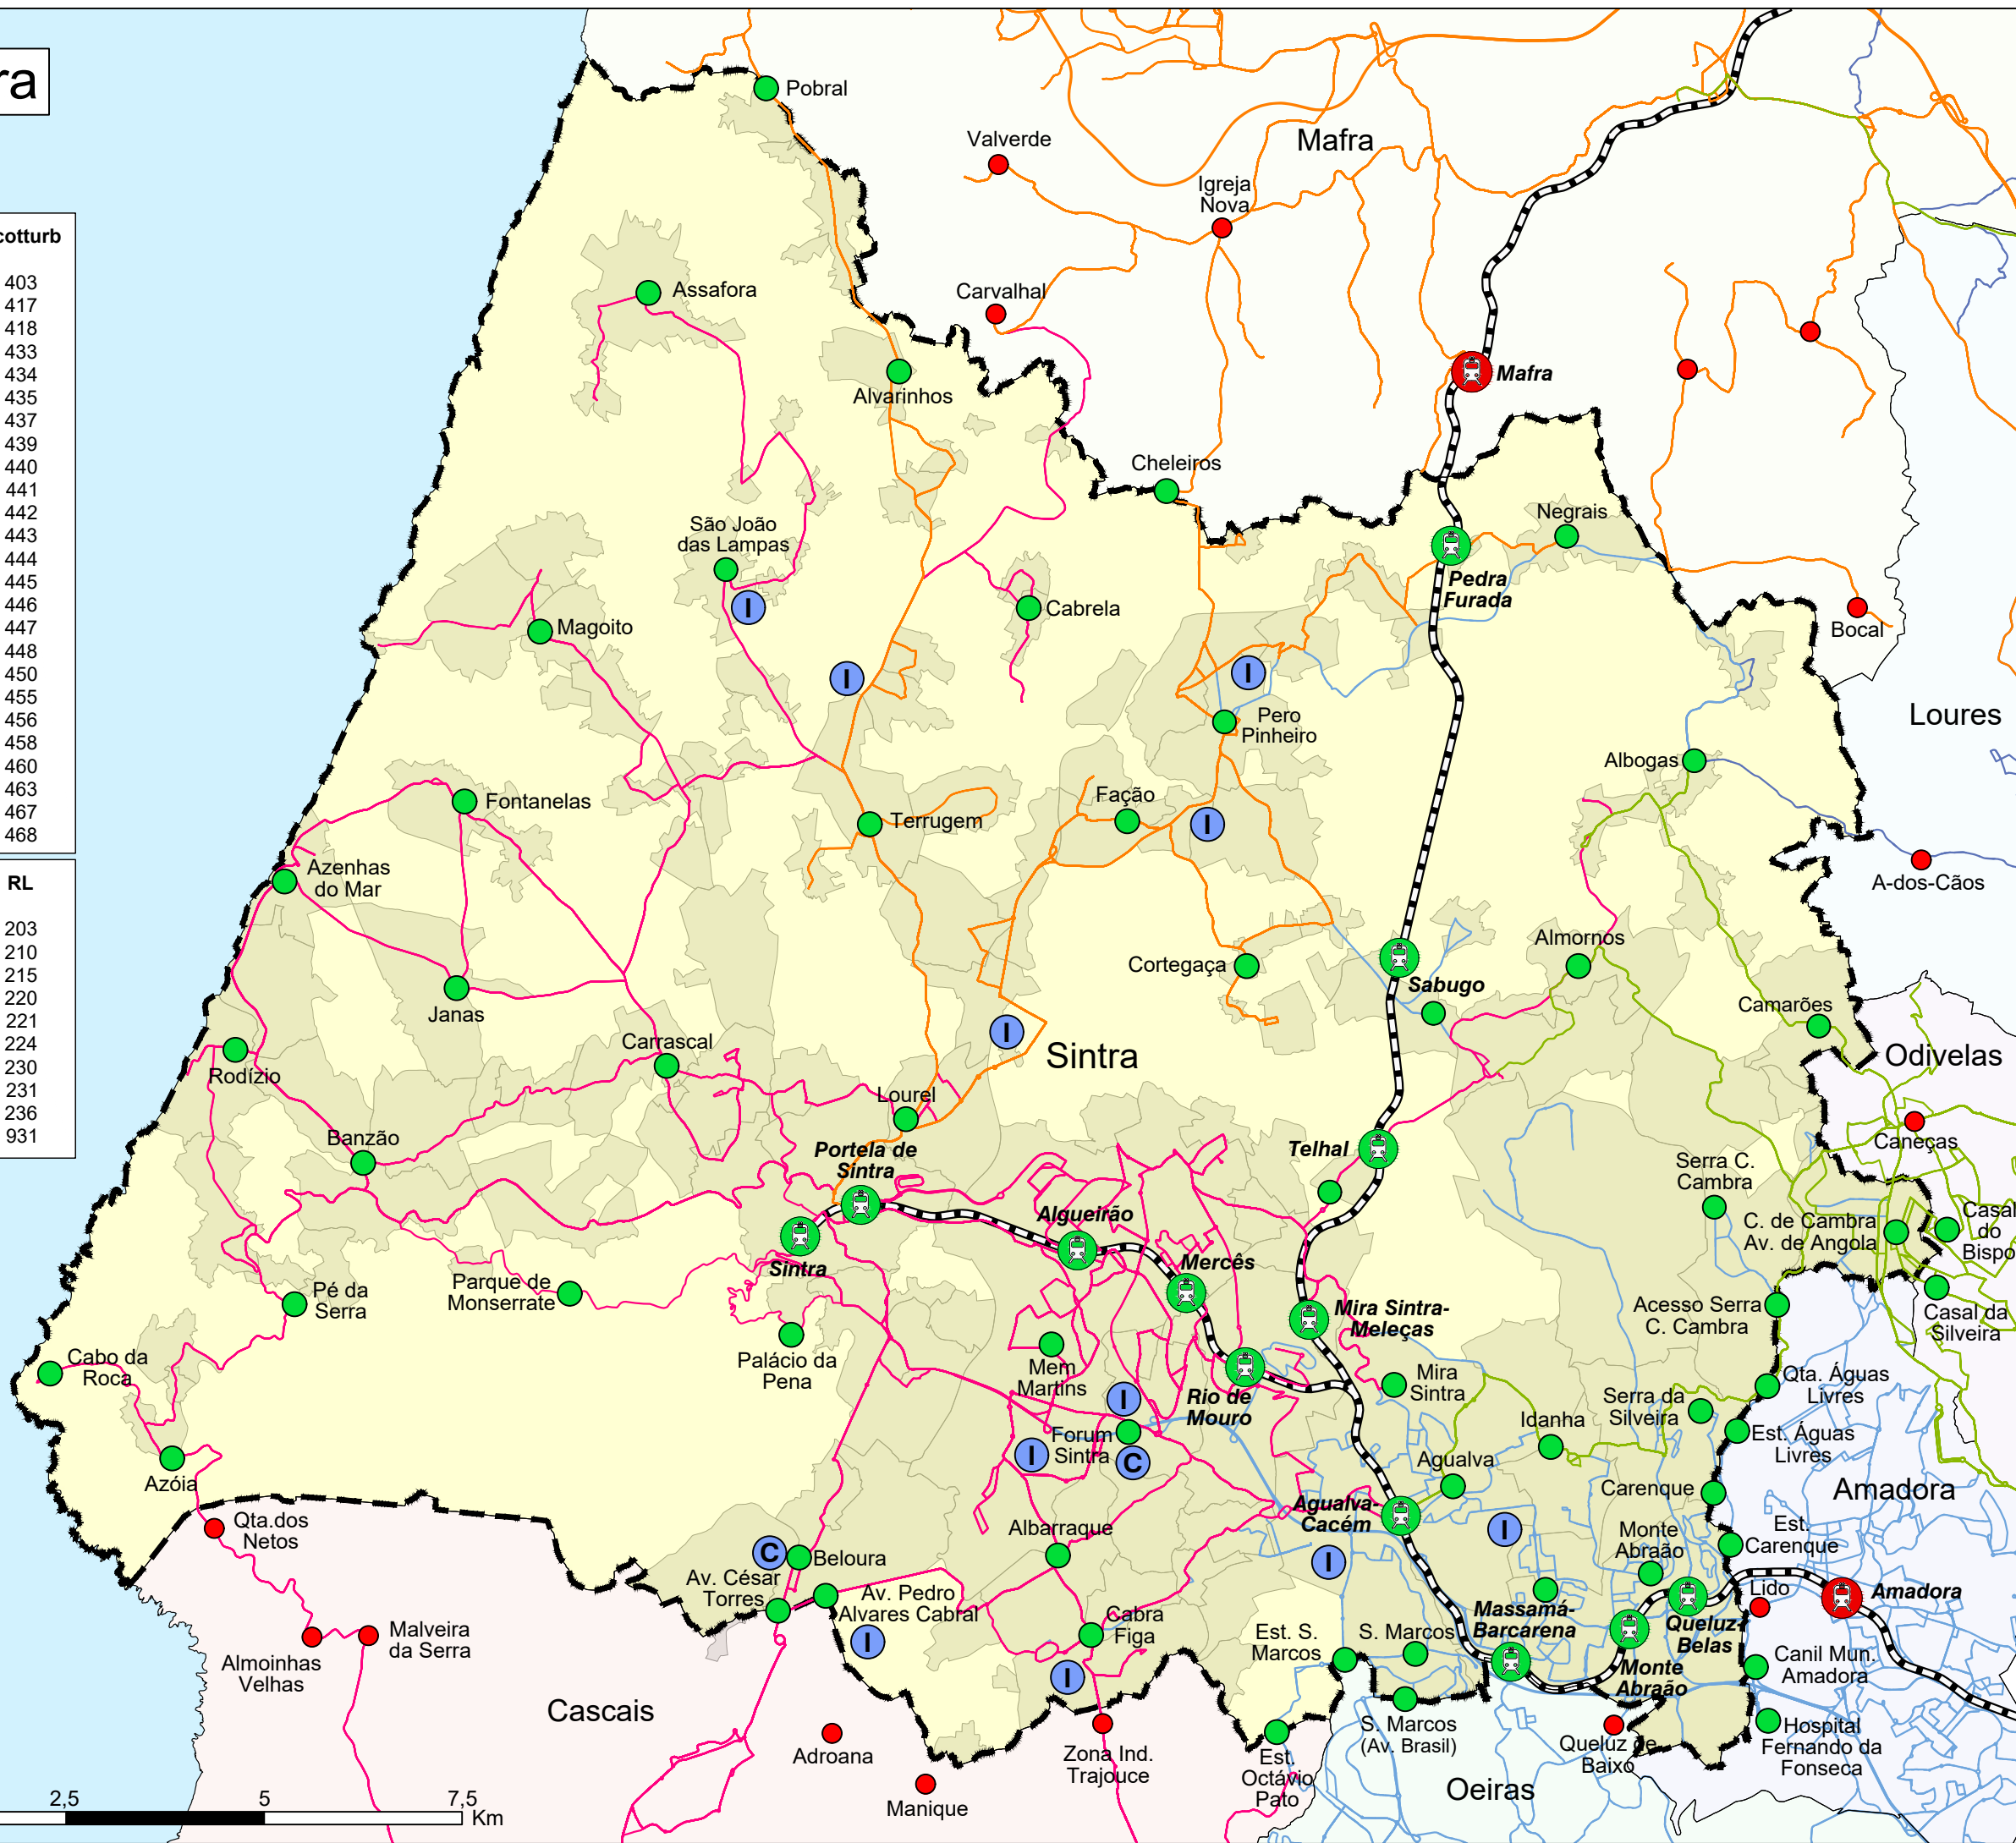 ra
cotturb
403
417
418
433
434
435
437
439
440
441
442
443
444
445
446
447
448
450
455
456
458
460
463
467
468
RL
203
210
215
220
221
224
230
231
236
931
Pobral
Valverde
Mafra
Igreja
Nova
Carvalhal
Assafora
Alvarinhos
Mafra
Cheleiros
Negrais
São João
das Lampas
I
Pedra
Furada
Cabrela
Magoito
Bocal
I
I
Pero
Pinheiro
Loures
Albogas
Fontanelas
Fação
Terrugem
I
Azenhas
do Mar
A-dos-Cãos
Almornos
Cortegaça
Sabugo
Janas
Camarões
I
Carrascal
Sintra
Odivelas
Rodízio
Lourel
Banzão
Portela de
Sintra
Telhal
Caneças
Serra C.
Cambra
Algueirão
C. de Cambra
Av. de Angola
Casal
do
Bispo
Sintra
Mercês
Parque de
Monserrate
Pé da
Serra
Mira Sintra-
Meleças
Acesso Serra
C. Cambra
Casal da
Silveira
Cabo da
Roca
Palácio da
Pena
Mem
Martins
I
Rio de
Mouro
Mira
Sintra
Serra da
Silveira
Qta. Águas
Livres
Idanha
Forum
Sintra
I
C
Est. Águas
Livres
Azóia
Agualva
Carenque
Amadora
Agualva-
Cacém
Qta.dos
Netos
Albarraque
I
I
Monte
Abraão
Est.
Carenque
C
Beloura
Av. César
Torres
Av. Pedro
Alvares Cabral
Lido
Amadora
Massamá-
Barcarena
Queluz-
Belas
Cabra
Figa
I
Est. S.
Marcos
S. Marcos
Malveira
da Serra
Almoinhas
Velhas
I
Monte
Abraão
Canil Mun.
Amadora
Cascais
Adroana
Zona Ind.
Trajouce
S. Marcos
(Av. Brasil)
Queluz de
Baixo
Hospital
Fernando da
Fonseca
Est.
Octávio
Pato
Oeiras
Manique
2,5
5
7,5
Km